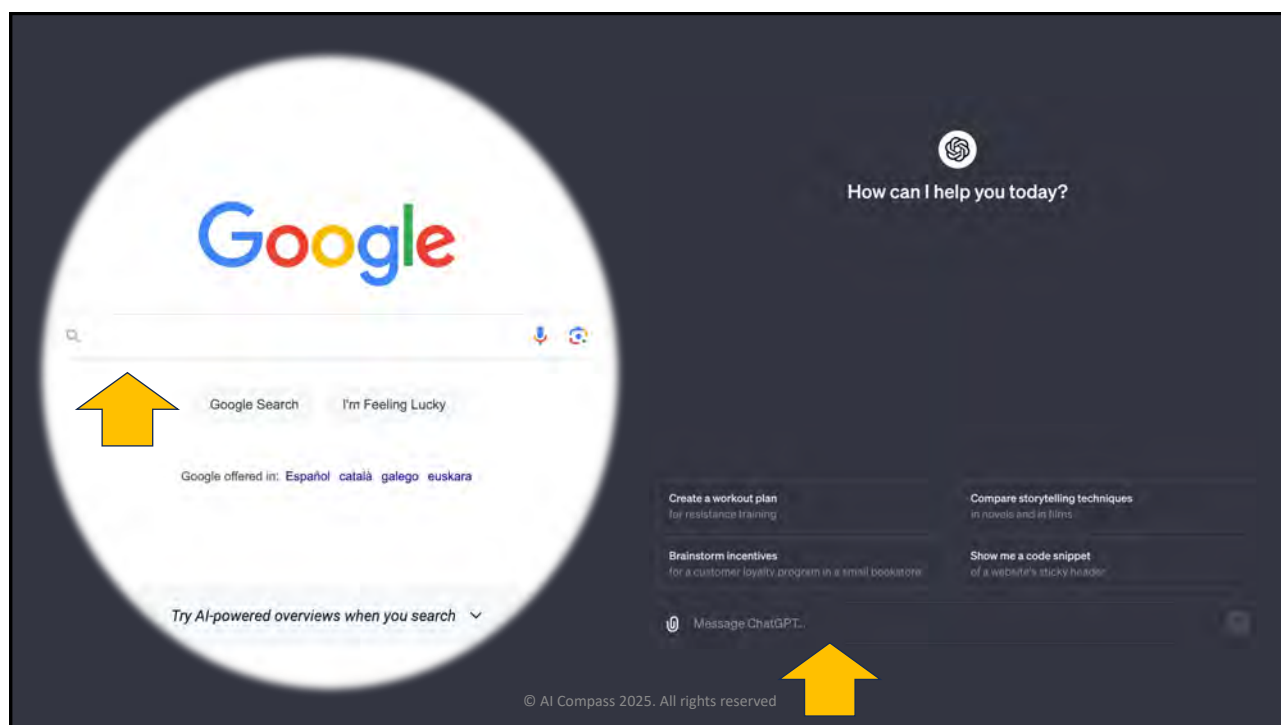 Google
Google Search I'm Feeling Lucky
Google offered in: Español català galego euskara
Try AI-powered overviews when you search
How can I help you today?
Create a workout plan
for resistance training
Compare storytelling techniques
in novels and in films
Brainstorm incentives
for a customer loyalty program in a small bookstore
Show me a code snippet
of a website's sticky header
Message ChatGPT...
© AI Compass 2025. All rights reserved